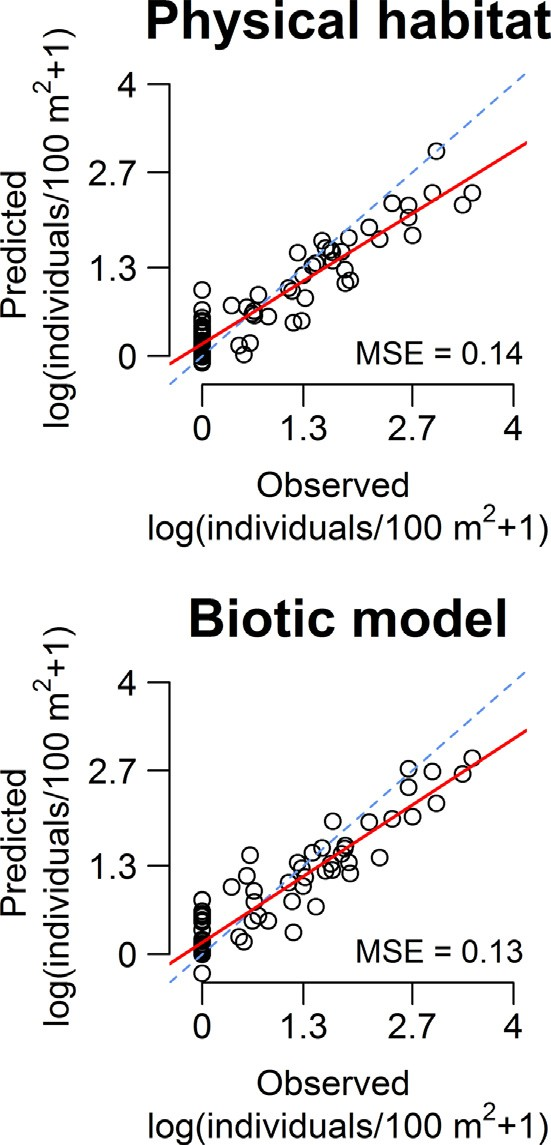 Physical habitat
Predicted
log(individuals/100 m²+1)
4
2.7
1.3
0
MSE = 0.14
0 1.3 2.7 4
Observed
log(individuals/100 m²+1)
Biotic model
Predicted
log(individuals/100 m²+1)
4
2.7
1.3
0
MSE = 0.13
0 1.3 2.7 4
Observed
log(individuals/100 m²+1)